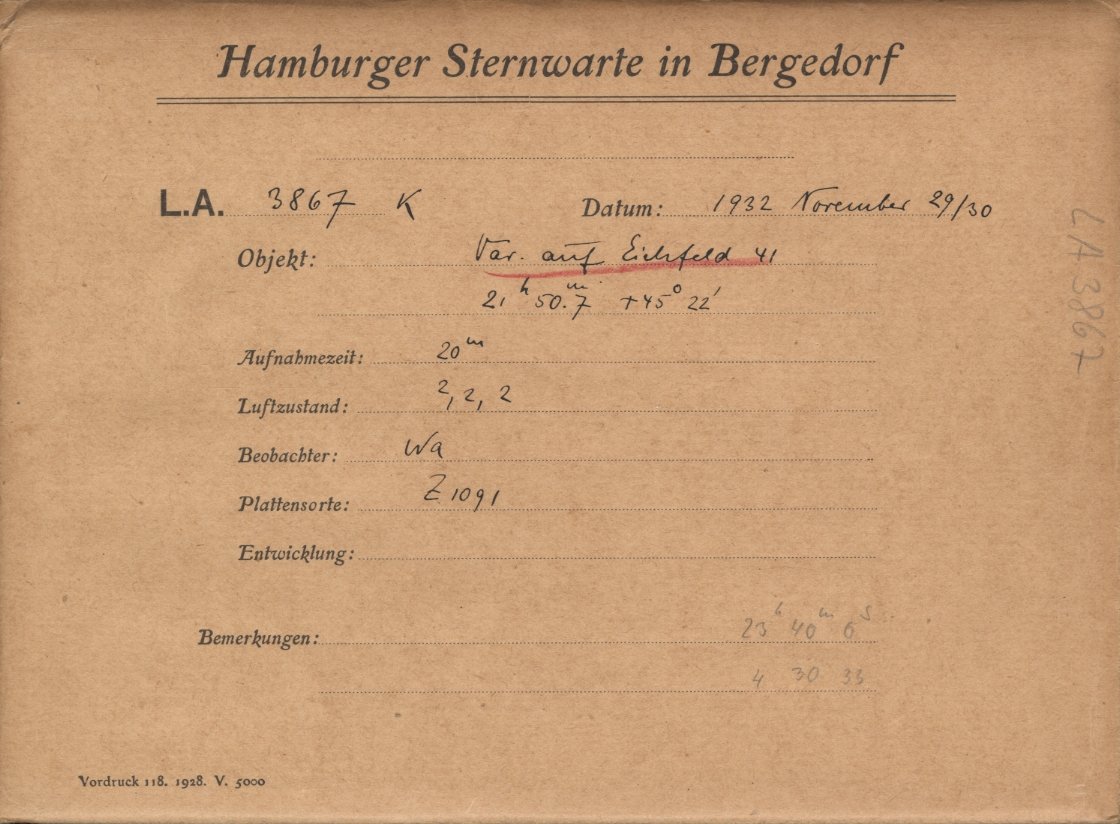 Hamburger Sternwarte in Bergedorf
L.A. 3867 K Datum: 1932 November 29/30
Objekt: Var. auf Eichfeld 41
21ʰ 50.ᵐ7 +45° 22'
Aufnahmezeit: 20ᵐ
Luftzustand: 2, 2, 2
Beobachter: Wa
Plattensorte: Z 1091
Entwicklung:
Bemerkungen: 23ʰ 40ᵐ 6ˢ
4 30 33
Vordruck 118. 1928. V. 5000
LA 3867